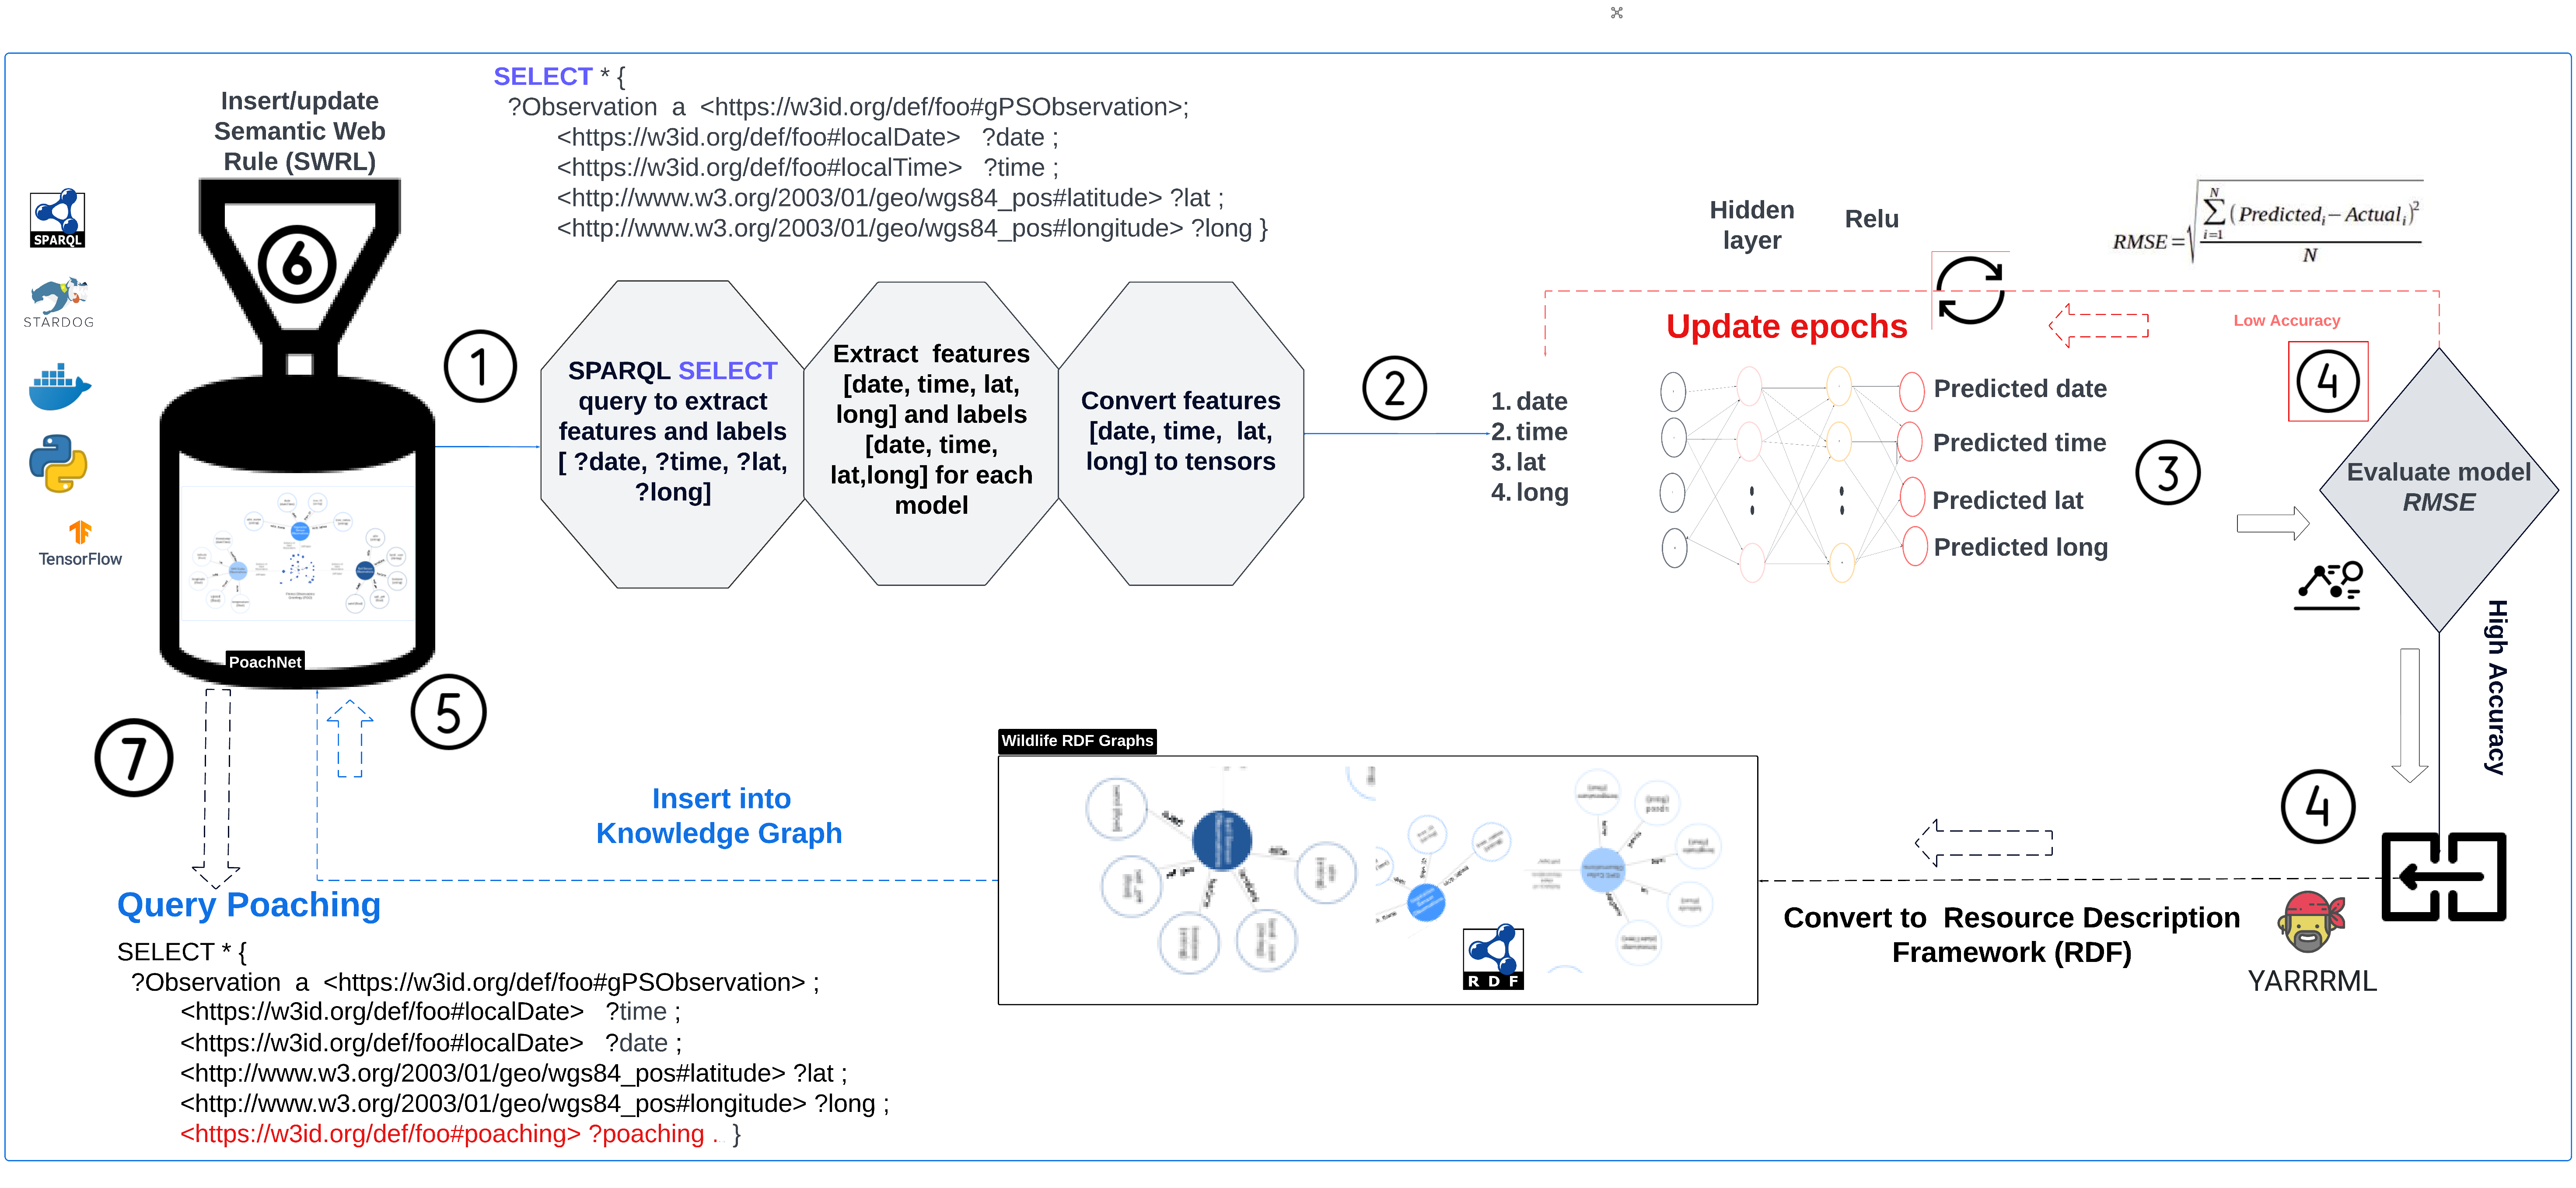 Insert/update
Semantic Web
Rule (SWRL)
SELECT * {
?Observation a <https://w3id.org/def/foo#gPSObservation>;
<https://w3id.org/def/foo#localDate> ?date ;
<https://w3id.org/def/foo#localTime> ?time ;
<http://www.w3.org/2003/01/geo/wgs84_pos#latitude> ?lat ;
<http://www.w3.org/2003/01/geo/wgs84_pos#longitude> ?long }
SPARQL
STARDOG
TensorFlow
6
PoachNet
1
SPARQL SELECT
query to extract
features and labels
[ ?date, ?time, ?lat,
?long]
Extract features
[date, time, lat,
long] and labels
[date, time,
lat,long] for each
model
Convert features
[date, time, lat,
long] to tensors
2
1. date
2. time
3. lat
4. long
Hidden
layer
Relu
Update epochs
Predicted date
Predicted time
Predicted lat
Predicted long
RMSE = √ ∑ N i=1 (Predicted i − Actual i)² / N
Low Accuracy
4
3
Evaluate model
RMSE
High Accuracy
4
YARRRML
Convert to Resource Description
Framework (RDF)
Wildlife RDF Graphs
RDF
Insert into
Knowledge Graph
5
7
Query Poaching
SELECT * {
?Observation a <https://w3id.org/def/foo#gPSObservation> ;
<https://w3id.org/def/foo#localDate> ?time ;
<https://w3id.org/def/foo#localDate> ?date ;
<http://www.w3.org/2003/01/geo/wgs84_pos#latitude> ?lat ;
<http://www.w3.org/2003/01/geo/wgs84_pos#longitude> ?long ;
<https://w3id.org/def/foo#poaching> ?poaching .. }